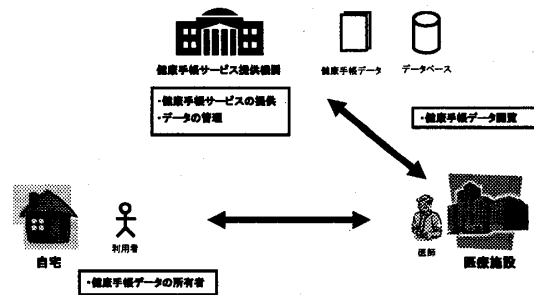 健康手帳サービス提供機関
健康手帳データ
データベース
・健康手帳サービスの提供
・データの管理
・健康手帳データ閲覧
利用者
医師
自宅
医療施設
・健康手帳データの所有者